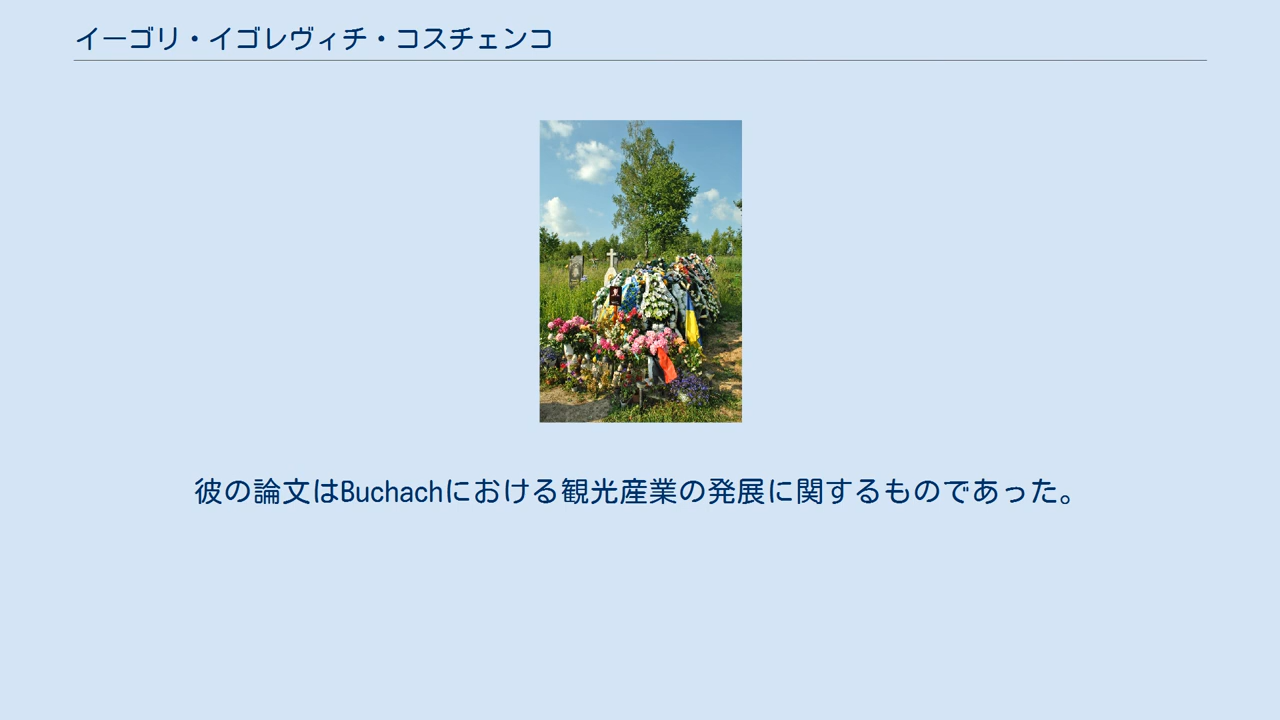 イーゴリ・イゴレヴィチ・コスチェンコ
彼の論文はBuchachにおける観光産業の発展に関するものであった。